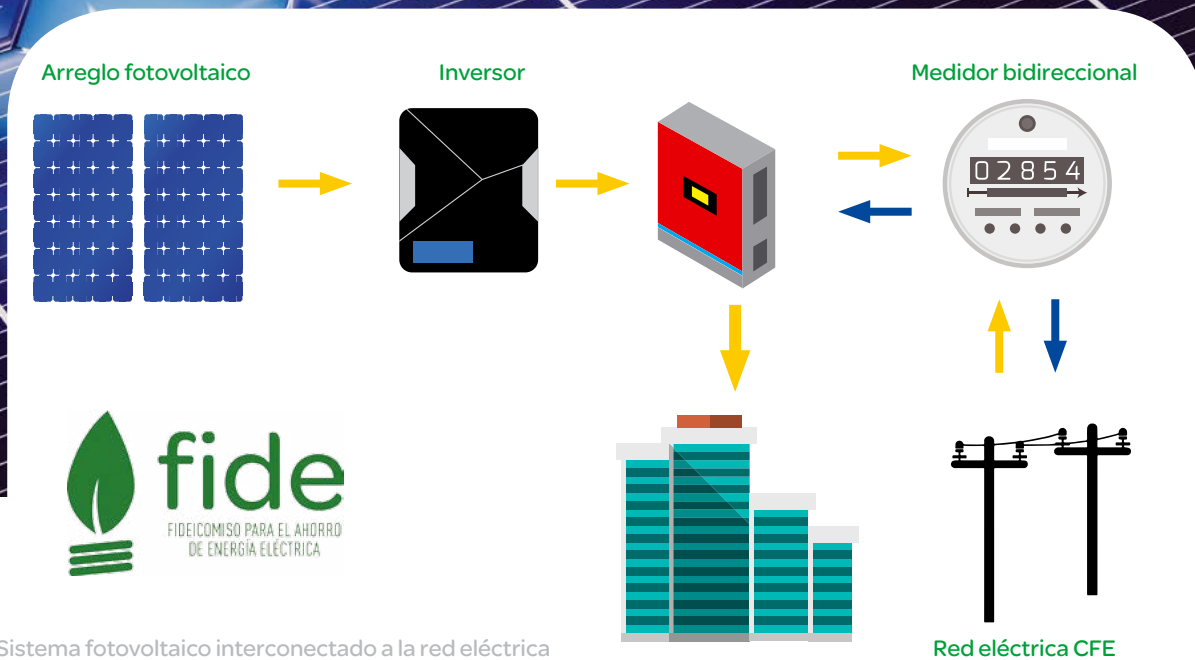 Arreglo fotovoltaico
Inversor
Medidor bidireccional
02854
fide
FIDEICOMISO PARA EL AHORRO
DE ENERGÍA ELÉCTRICA
Sistema fotovoltaico interconectado a la red eléctrica
Red eléctrica CFE